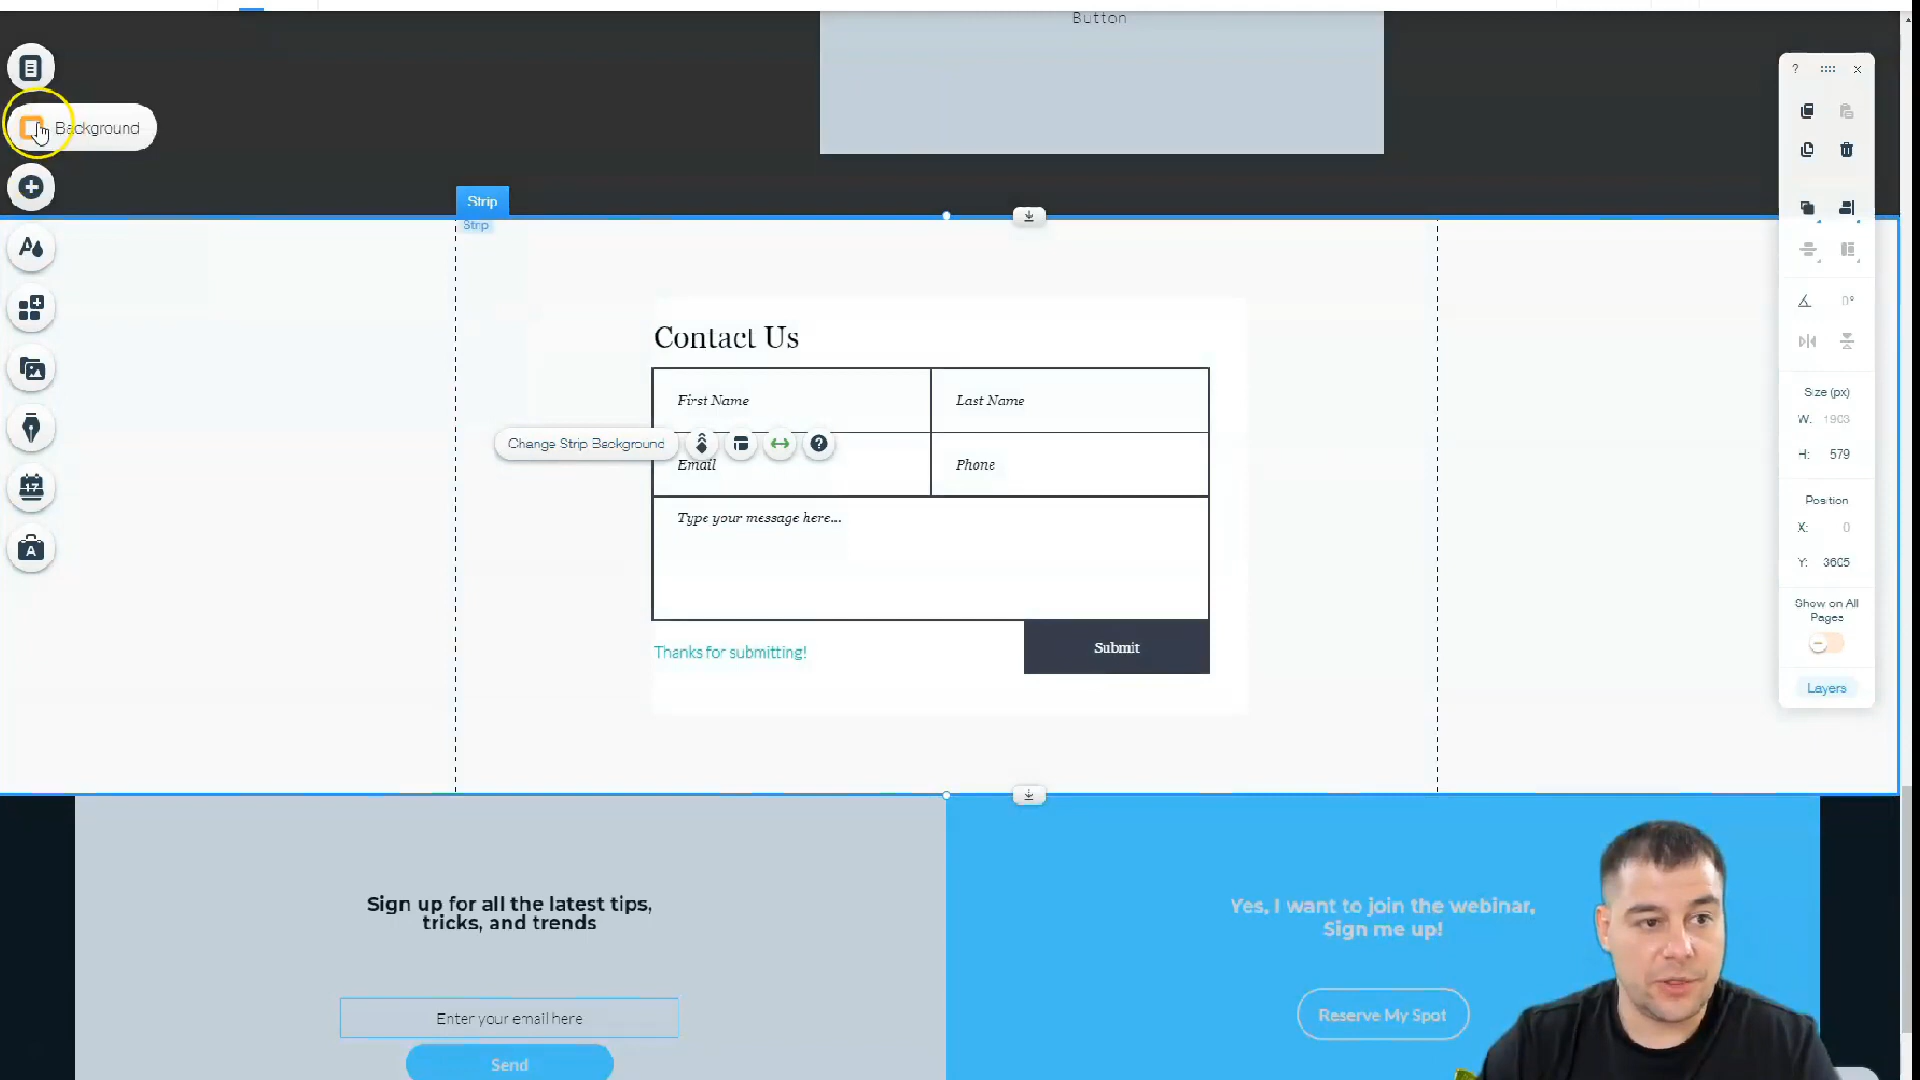 Button
Background
Strip
Strip
Contact Us
First Name
Last Name
Change Strip Background
?
Email
Phone
Type your message here...
Thanks for submitting!
Submit
Sign up for all the latest tips,
tricks, and trends
Enter your email here
Send
Yes, I want to join the webinar,
Sign me up!
Reserve My Spot
A
17
A
?
0°
Size (px)
W: 1903
H: 579
Position
X: 0
Y: 3605
Show on All
Pages
Layers